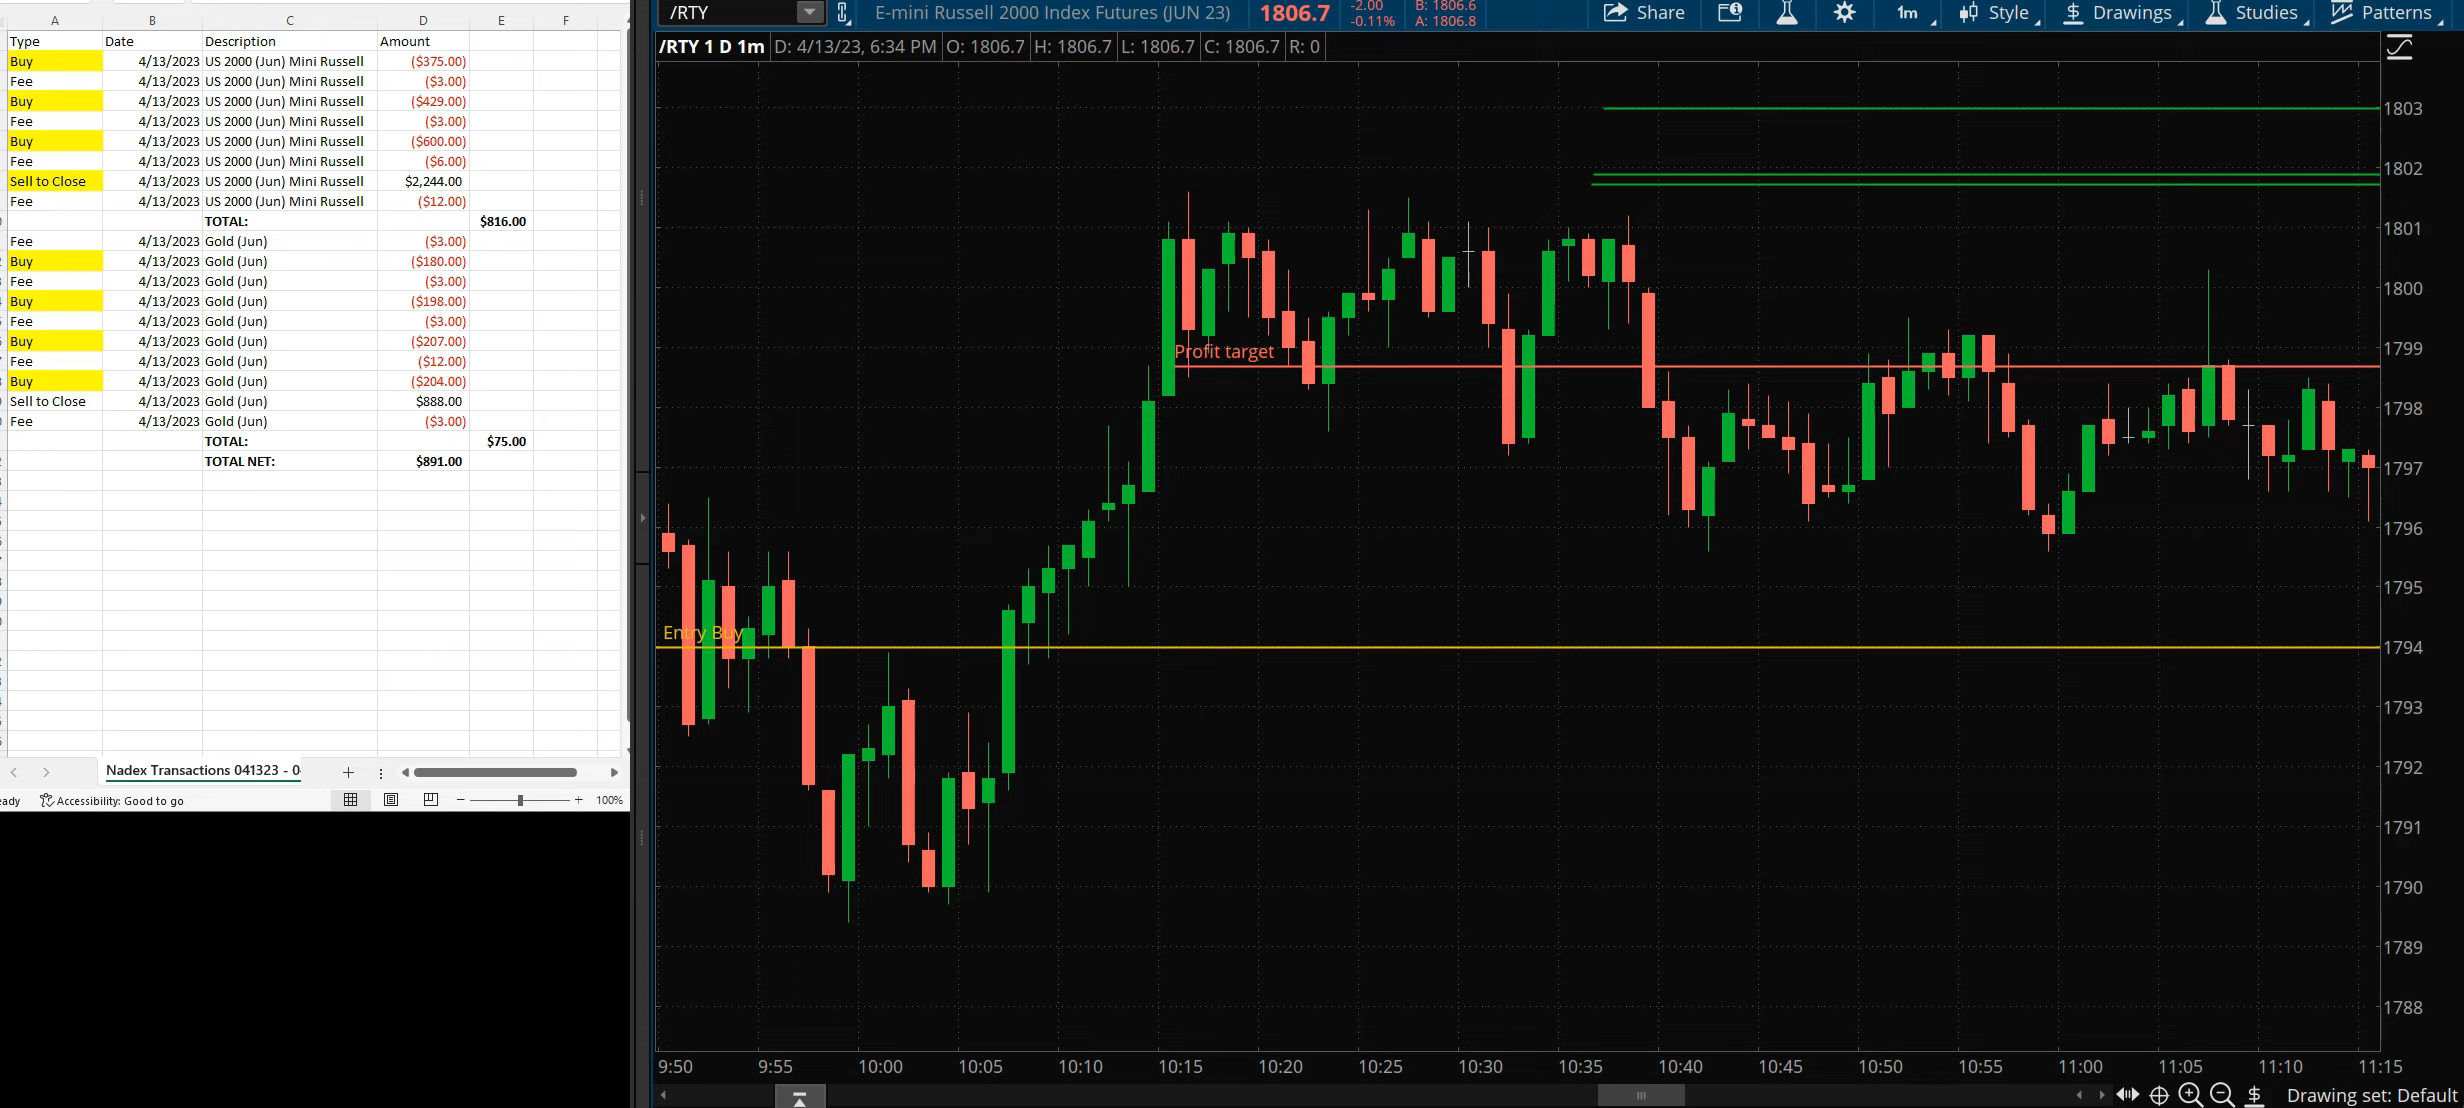 A B C D E F
Type Date Description Amount
Buy 4/13/2023 US 2000 (Jun) Mini Russell ($375.00)
Fee 4/13/2023 US 2000 (Jun) Mini Russell ($3.00)
Buy 4/13/2023 US 2000 (Jun) Mini Russell ($429.00)
Fee 4/13/2023 US 2000 (Jun) Mini Russell ($3.00)
Buy 4/13/2023 US 2000 (Jun) Mini Russell ($600.00)
Fee 4/13/2023 US 2000 (Jun) Mini Russell ($6.00)
Sell to Close 4/13/2023 US 2000 (Jun) Mini Russell $2,244.00
Fee 4/13/2023 US 2000 (Jun) Mini Russell ($12.00)
TOTAL: $816.00
Fee 4/13/2023 Gold (Jun) ($3.00)
Buy 4/13/2023 Gold (Jun) ($180.00)
Fee 4/13/2023 Gold (Jun) ($3.00)
Buy 4/13/2023 Gold (Jun) ($198.00)
Fee 4/13/2023 Gold (Jun) ($3.00)
Buy 4/13/2023 Gold (Jun) ($207.00)
Fee 4/13/2023 Gold (Jun) ($12.00)
Buy 4/13/2023 Gold (Jun) ($204.00)
Sell to Close 4/13/2023 Gold (Jun) $888.00
Fee 4/13/2023 Gold (Jun) ($3.00)
TOTAL: $75.00
TOTAL NET: $891.00
Nadex Transactions 041323 - 0
eady Accessibility: Good to go 100%
/RTY E-mini Russell 2000 Index Futures (JUN 23) 1806.7 -2.00 -0.11% B: 1806.6 A: 1806.8 Share 1m Style Drawings Studies Patterns
/RTY 1 D 1m D: 4/13/23, 6:34 PM O: 1806.7 H: 1806.7 L: 1806.7 C: 1806.7 R: 0
1803
1802
1801
1800
Profit target 1799
1798
1797
1796
1795
Entry Buy
1794
1793
1792
1791
1790
1789
1788
9:50 9:55 10:00 10:05 10:10 10:15 10:20 10:25 10:30 10:35 10:40 10:45 10:50 10:55 11:00 11:05 11:10 11:15
Drawing set: Default